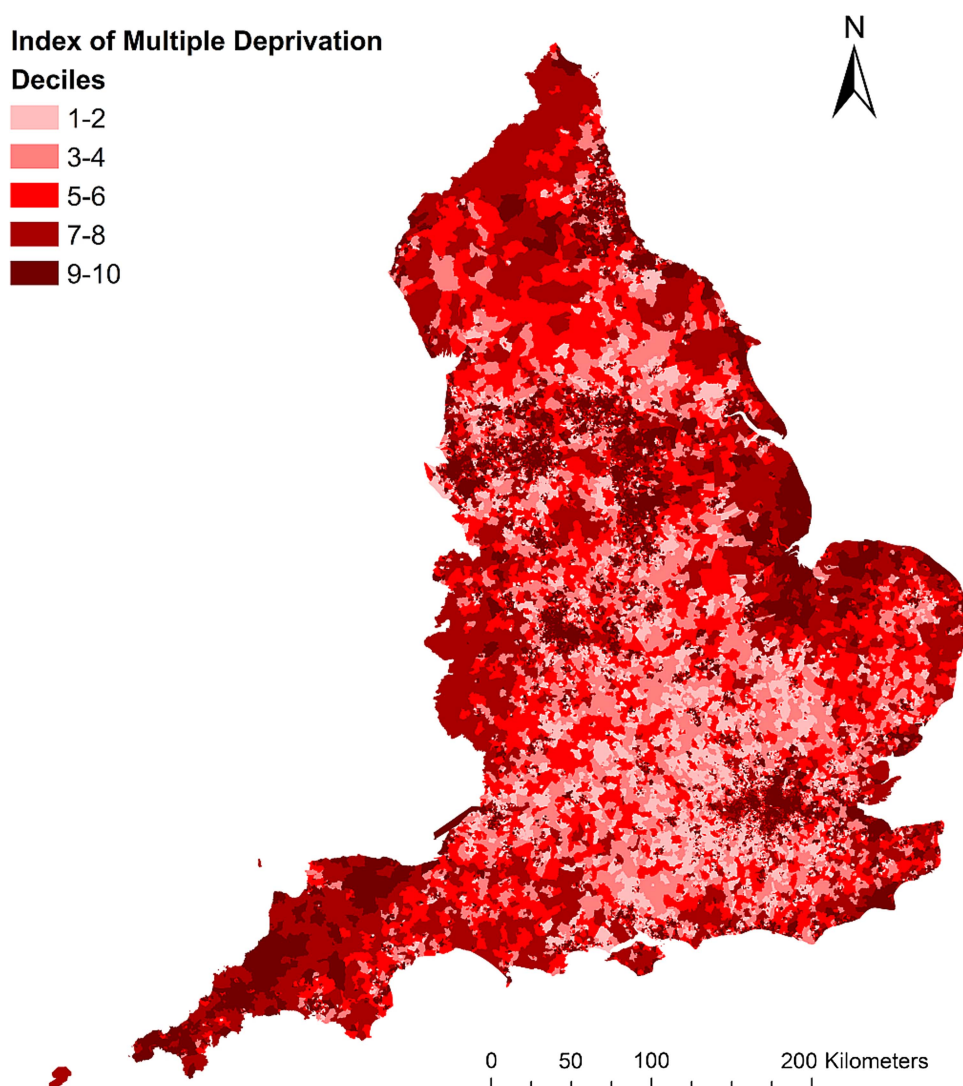 Index of Multiple Deprivation
Deciles
1-2
3-4
5-6
7-8
9-10
N
0 50 100 200 Kilometers